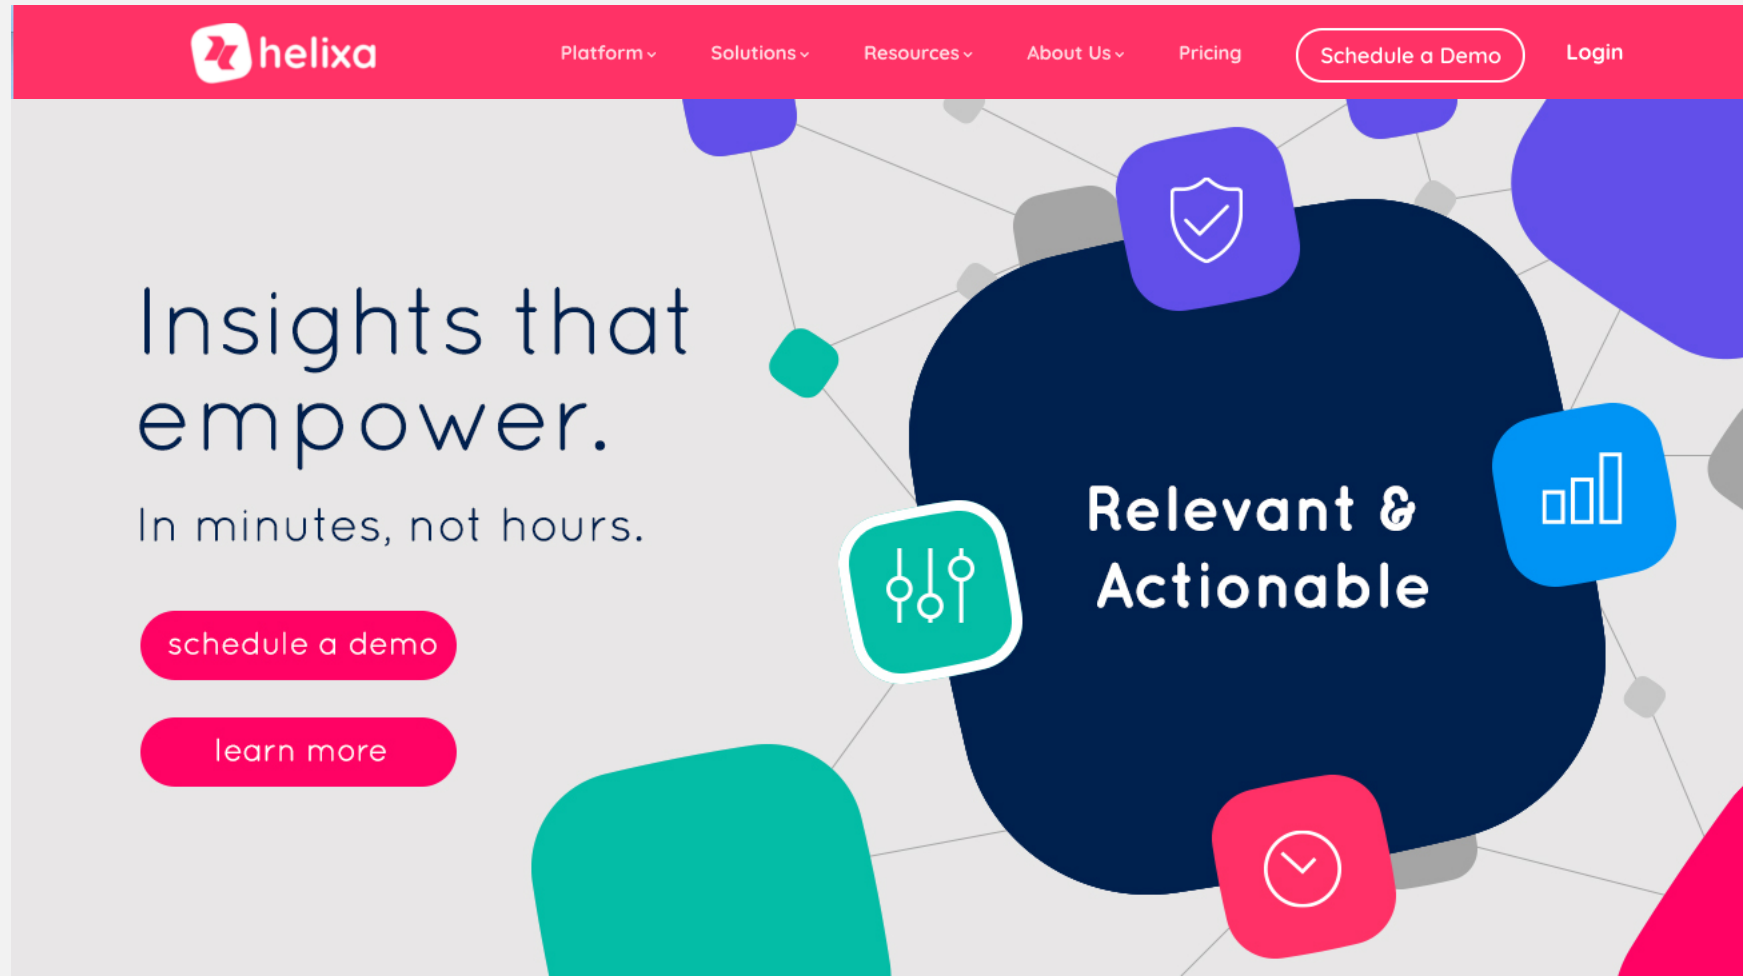 helixa
Platform
Solutions
Resources
About Us
Pricing
Schedule a Demo
Login
Insights that
empower.
In minutes, not hours.
schedule a demo
learn more
Relevant &
Actionable